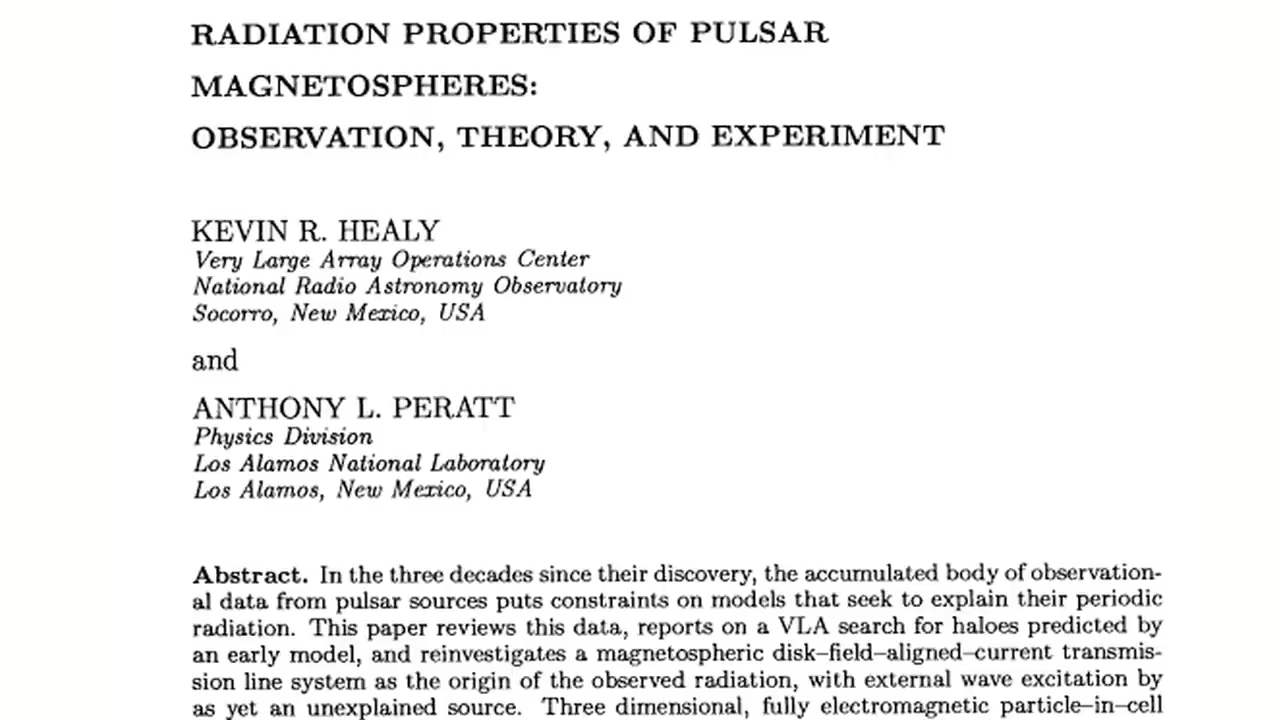 RADIATION PROPERTIES OF PULSAR
MAGNETOSPHERES:
OBSERVATION, THEORY, AND EXPERIMENT
KEVIN R. HEALY
Very Large Array Operations Center
National Radio Astronomy Observatory
Socorro, New Mexico, USA
and
ANTHONY L. PERATT
Physics Division
Los Alamos National Laboratory
Los Alamos, New Mexico, USA
Abstract. In the three decades since their discovery, the accumulated body of observation-
al data from pulsar sources puts constraints on models that seek to explain their periodic
radiation. This paper reviews this data, reports on a VLA search for haloes predicted by
an early model, and reinvestigates a magnetospheric disk–field–aligned–current transmis-
sion line system as the origin of the observed radiation, with external wave excitation by
as yet an unexplained source. Three dimensional, fully electromagnetic particle–in–cell